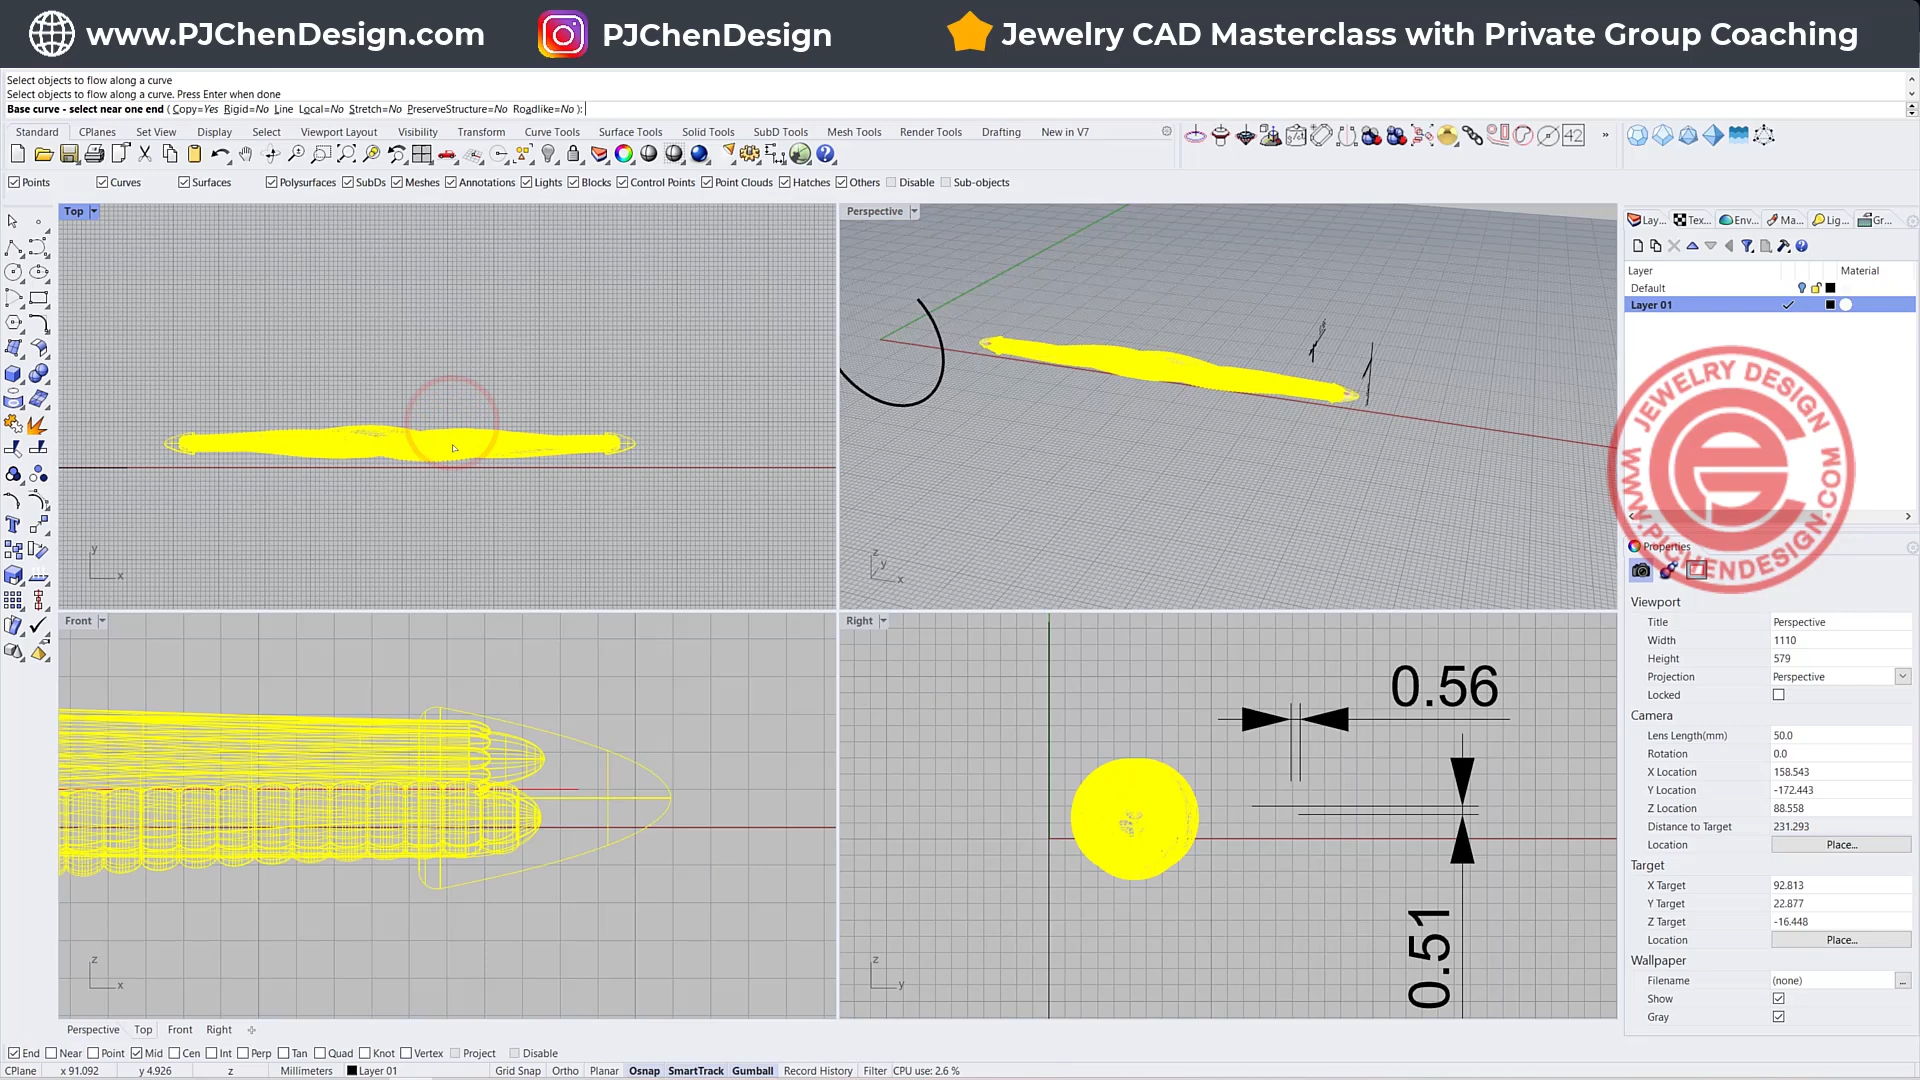 www.PJChenDesign.com PJChenDesign Jewelry CAD Masterclass with Private Group Coaching
Select objects to flow along a curve
Select objects to flow along a curve. Press Enter when done
Base curve - select near one end ( Copy=Yes Rigid=No Line Local=No Stretch=No PreserveStructure=No Roadlike=No ):
Standard CPlanes Set View Display Select Viewport Layout Visibility Transform Curve Tools Surface Tools Solid Tools SubD Tools Mesh Tools Render Tools Drafting New in V7
42 »
Points Curves Surfaces Polysurfaces SubDs Meshes Annotations Lights Blocks Control Points Point Clouds Hatches Others Disable Sub-objects
Top Perspective
Lay... Tex... Env... Ma... Lig... Gr...
Layer Material
Default
Layer 01
JEWELRY DESIGN
WWW.PJCHENDESIGN.COM
y x
z y x
Front Right
0.56
0.51
z x
z y
Properties
Viewport
Title Perspective
Width 1110
Height 579
Projection Perspective
Locked
Camera
Lens Length(mm) 50.0
Rotation 0.0
X Location 158.543
Y Location -172.443
Z Location 88.558
Distance to Target 231.293
Location Place...
Target
X Target 92.813
Y Target 22.877
Z Target -16.448
Location Place...
Wallpaper
Filename (none) ...
Show
Gray
Perspective Top Front Right
End Near Point Mid Cen Int Perp Tan Quad Knot Vertex Project Disable
CPlane x 91.092 y 4.926 z Millimeters Layer 01 Grid Snap Ortho Planar Osnap SmartTrack Gumball Record History Filter CPU use: 2.6 %